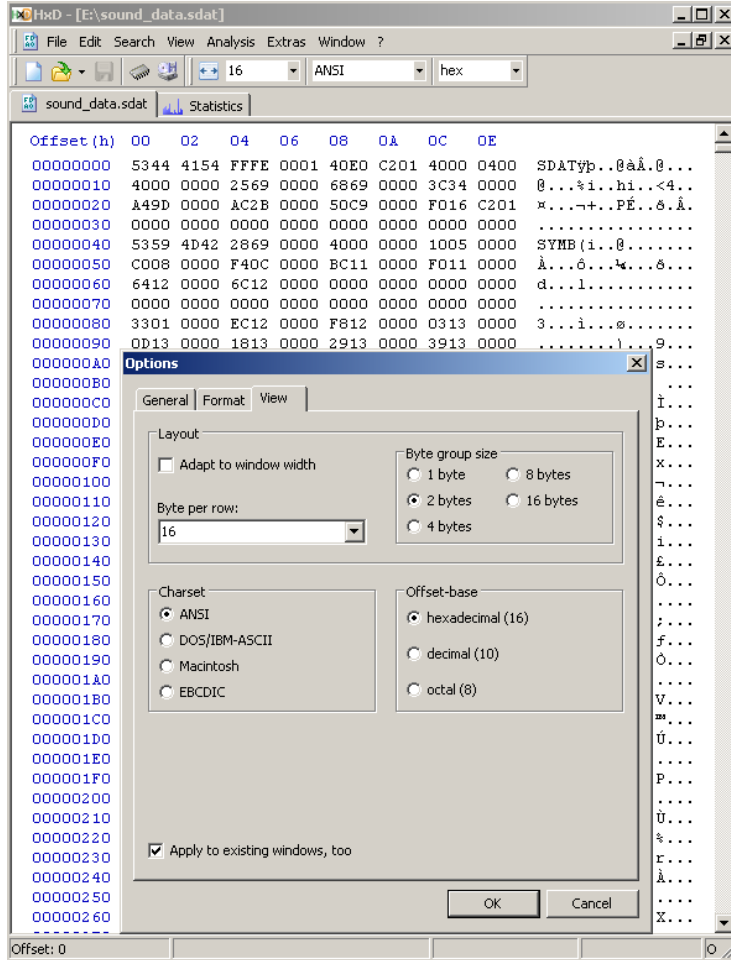 HxD - [E:\sound_data.sdat]
File Edit Search View Analysis Extras Window ?
16 ANSI hex
sound_data.sdat Statistics
Offset(h) 00 02 04 06 08 0A 0C 0E
00000000 5344 4154 FFFE 0001 40E0 C201 4000 0400 SDATÿþ..@àÂ.@...
00000010 4000 0000 2569 0000 6869 0000 3C34 0000 @...%i..hi..<4..
00000020 A49D 0000 AC2B 0000 50C9 0000 F016 C201 ¤...¬+..PÉ..ð.Â.
00000030 0000 0000 0000 0000 0000 0000 0000 0000 ................
00000040 5359 4D42 2869 0000 4000 0000 1005 0000 SYMB(i..@.......
00000050 C008 0000 F40C 0000 BC11 0000 F011 0000 À...ô...¼...ð...
00000060 6412 0000 6C12 0000 0000 0000 0000 0000 d...l...........
00000070 0000 0000 0000 0000 0000 0000 0000 0000 ................
00000080 3301 0000 EC12 0000 F812 0000 0313 0000 3...ì...ø.......
00000090 0D13 0000 1813 0000 2913 0000 3913 0000 ........)...9...
000000A0 s...
000000B0 ...
000000C0 Ì...
000000D0 þ...
000000E0 E...
000000F0 x...
00000100 ¬...
00000110 ê...
00000120 $...
00000130 i...
00000140 £...
00000150 Ô...
00000160 ....
00000170 ;...
00000180 ƒ...
00000190 Ò...
000001A0 ....
000001B0 V...
000001C0 ™...
000001D0 Ú...
000001E0 ....
000001F0 P...
00000200 ....
00000210 Ù...
00000220 %...
00000230 r...
00000240 À...
00000250 ....
00000260 X...
Options
General Format View
Layout
Adapt to window width
Byte per row:
16
Byte group size
1 byte 8 bytes
2 bytes 16 bytes
4 bytes
Charset
ANSI
DOS/IBM-ASCII
Macintosh
EBCDIC
Offset-base
hexadecimal (16)
decimal (10)
octal (8)
Apply to existing windows, too
OK Cancel
Offset: 0 O